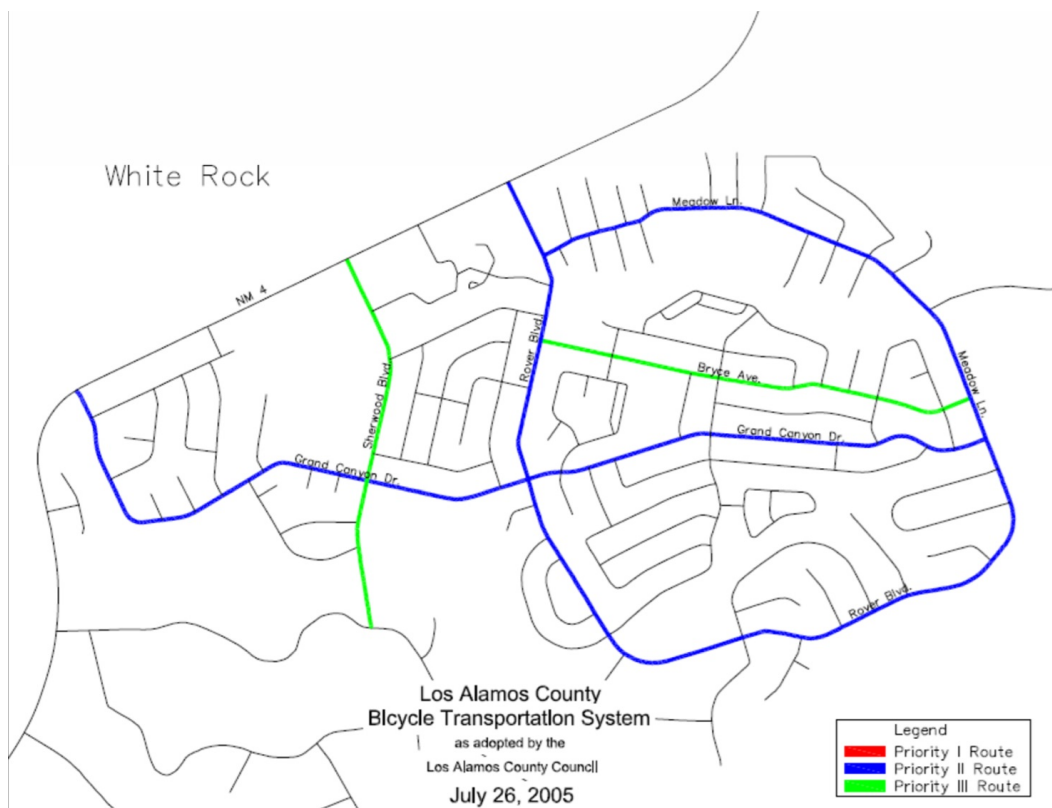 White Rock
Meadow Ln.
NM 4
Rover Blvd.
Sherwood Blvd.
Bryce Ave.
Meadow Ln.
Grand Canyon Dr.
Grand Canyon Dr.
Rover Blvd.
Los Alamos County
Bicycle Transportation System
as adopted by the
Los Alamos County Council
July 26, 2005
Legend
Priority I Route
Priority II Route
Priority III Route